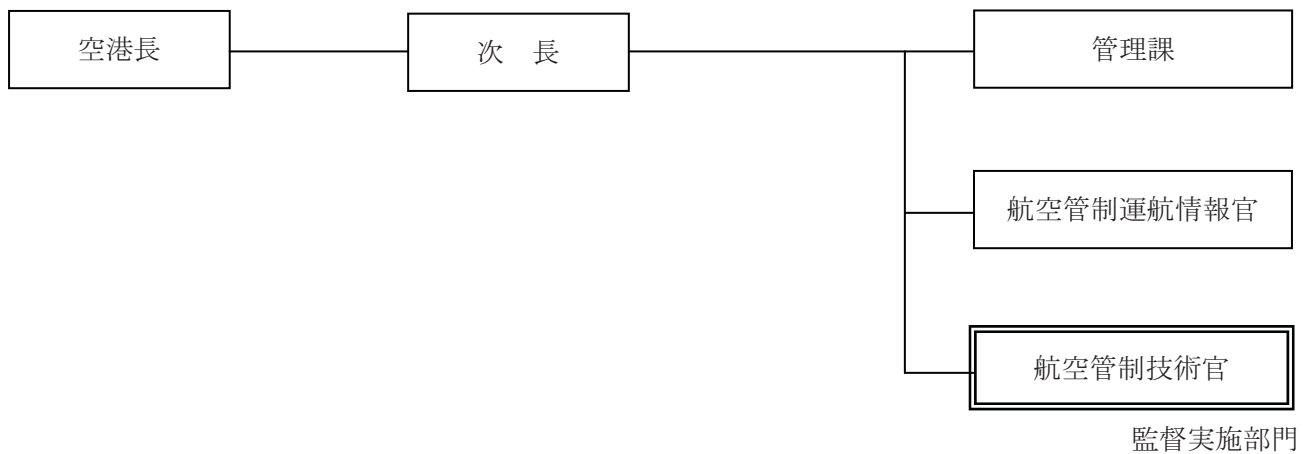 空港長
次　長
管理課
航空管制運航情報官
航空管制技術官
監督実施部門